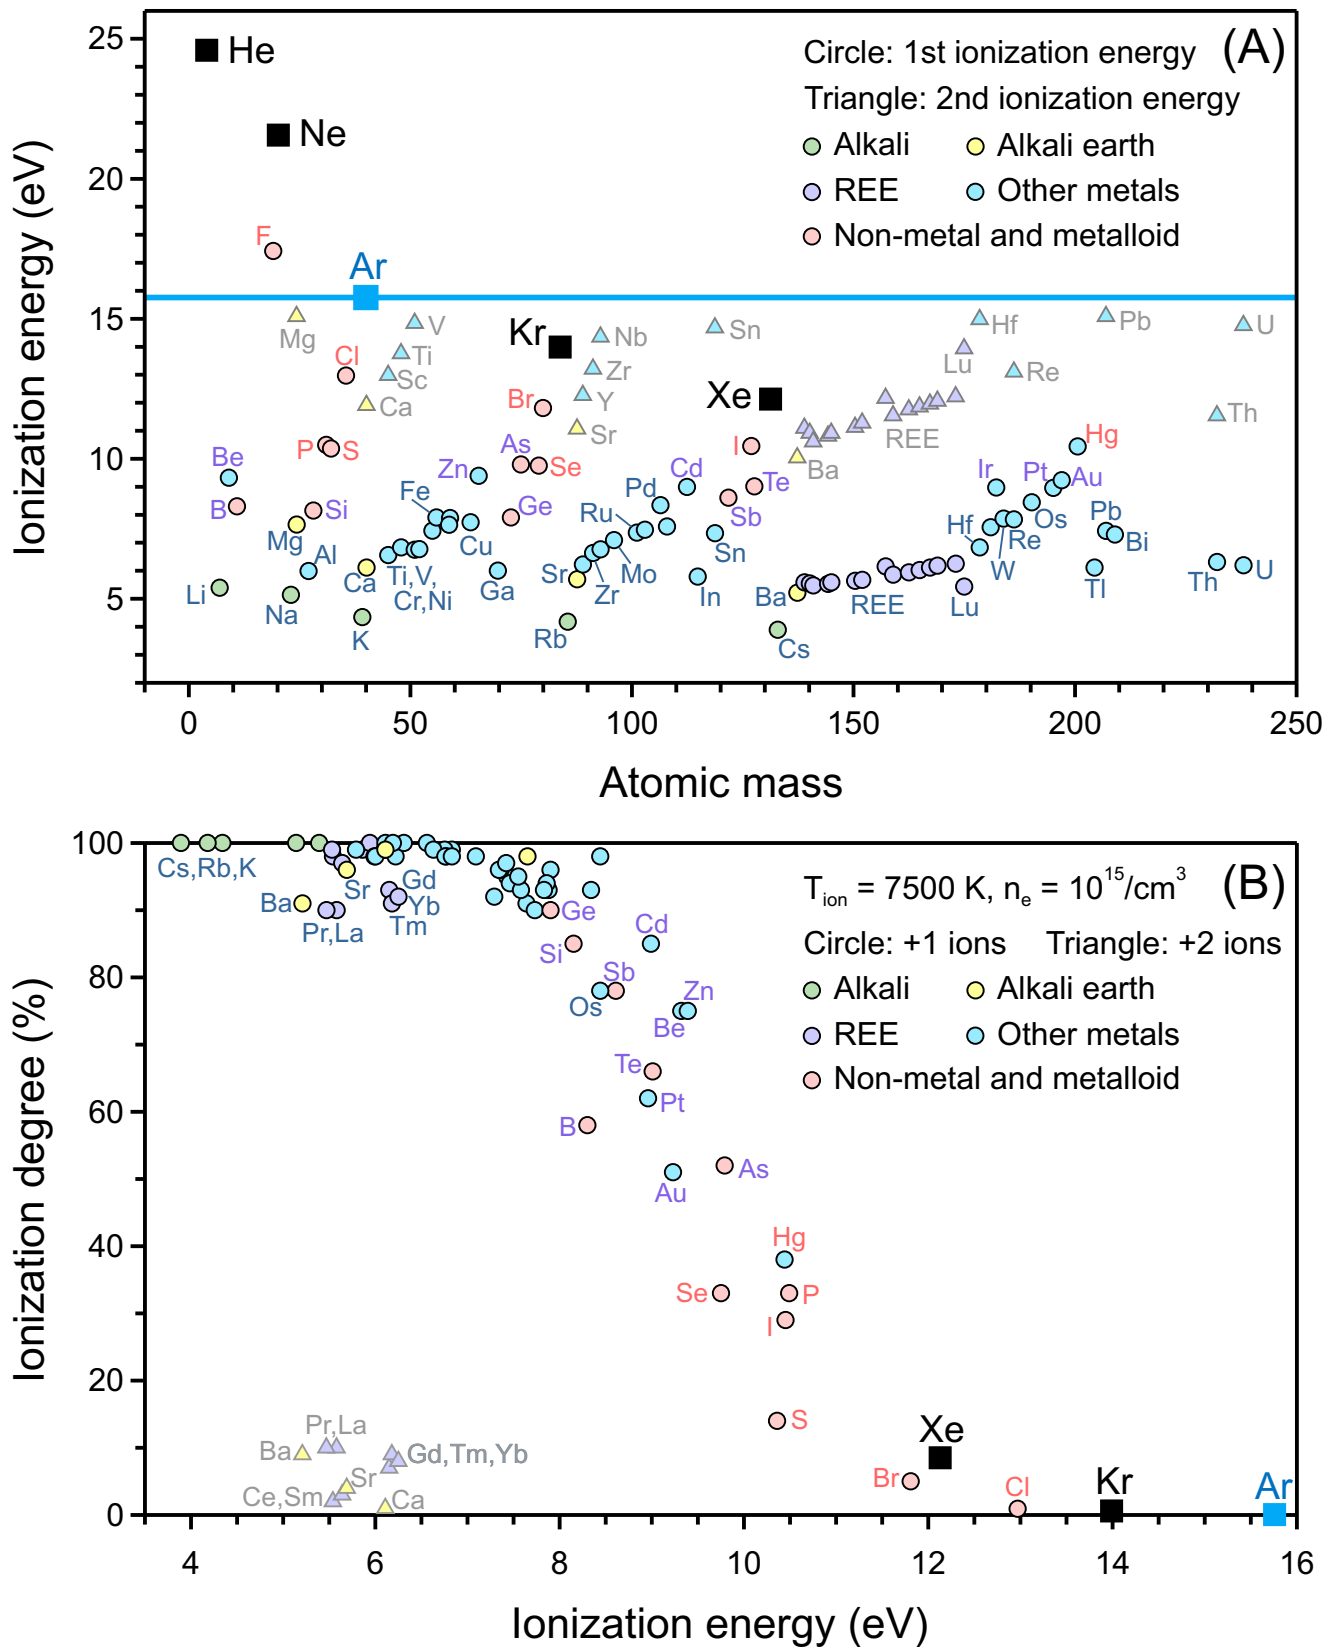 (A)
Circle: 1st ionization energy
Triangle: 2nd ionization energy
Alkali
Alkali earth
REE
Other metals
Non-metal and metalloid
Ionization energy (eV)
25
20
15
10
5
He
Ne
F
Ar
Mg
V
Ti
Sc
Ca
Cl
Kr
Nb
Zr
Y
Sr
Sn
Xe
Hf
Lu
Re
Pb
U
Th
REE
Ba
Br
P
S
Be
B
Si
Zn
As
Se
Ge
Cd
I
Te
Sb
Ir
Pt
Hg
Au
Fe
Pd
Ru
Mg
Al
Ca
Ti,V,
Cr,Ni
Cu
Ga
Sr
Zr
Mo
Sn
In
Ba
REE
Hf
W
Re
Os
Pb
Bi
Tl
Th
U
Lu
Li
Na
K
Rb
Cs
0
50
100
150
200
250
Atomic mass
(B)
T_ion = 7500 K, n_e = 10^15/cm^3
Circle: +1 ions
Triangle: +2 ions
Alkali
Alkali earth
REE
Other metals
Non-metal and metalloid
Ionization degree (%)
100
80
60
40
20
0
Cs,Rb,K
Ba
Sr
Pr,La
Gd
Yb
Tm
Ge
Si
Cd
Sb
Os
Zn
Be
Te
Pt
B
As
Au
Hg
Se
P
I
S
Xe
Br
Cl
Kr
Ar
Pr,La
Ba
Gd,Tm,Yb
Sr
Ce,Sm
Ca
4
6
8
10
12
14
16
Ionization energy (eV)